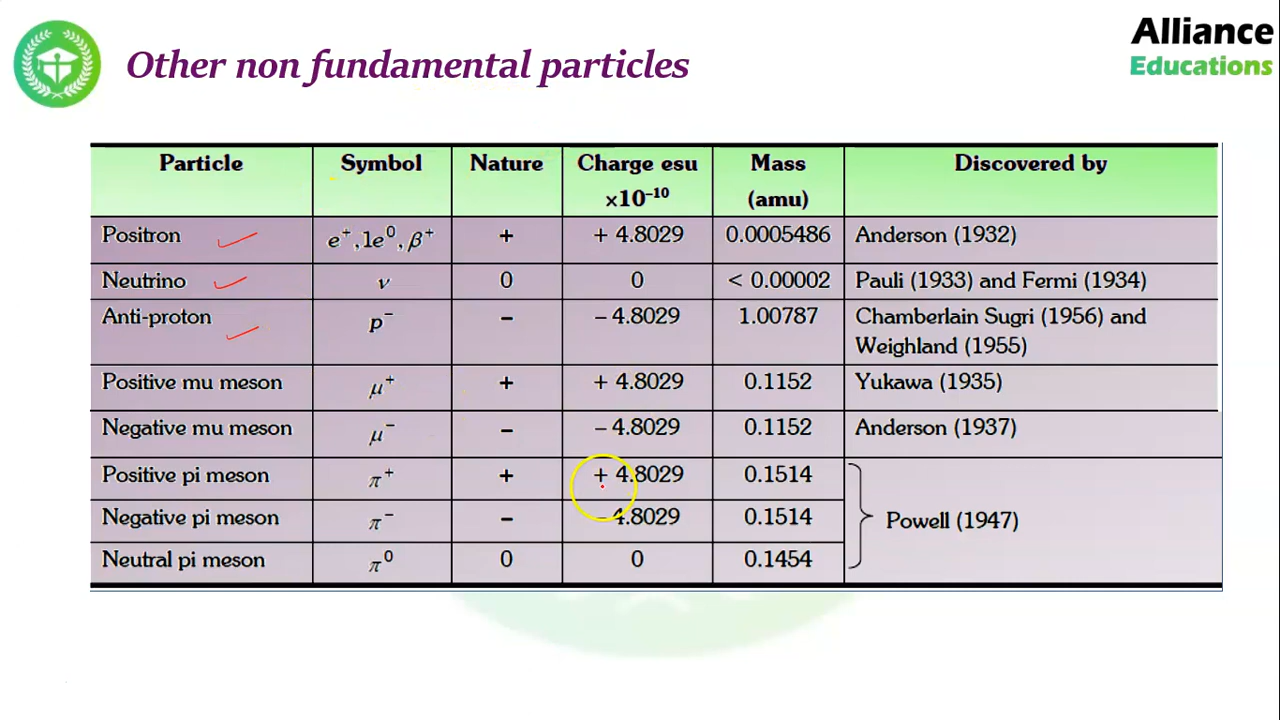 Other non fundamental particles
Alliance
Educations
Particle Symbol Nature Charge esu ×10⁻¹⁰ Mass (amu) Discovered by
Positron e⁺,1e⁰,β⁺ + + 4.8029 0.0005486 Anderson (1932)
Neutrino ν 0 0 < 0.00002 Pauli (1933) and Fermi (1934)
Anti-proton p⁻ − − 4.8029 1.00787 Chamberlain Sugri (1956) and
Weighland (1955)
Positive mu meson μ⁺ + + 4.8029 0.1152 Yukawa (1935)
Negative mu meson μ⁻ − − 4.8029 0.1152 Anderson (1937)
Positive pi meson π⁺ + + 4.8029 0.1514
Negative pi meson π⁻ − − 4.8029 0.1514 Powell (1947)
Neutral pi meson π⁰ 0 0 0.1454